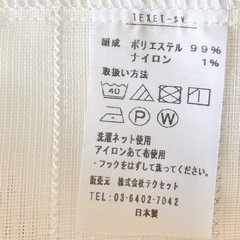 TEXET-SV
組成 ポリエステル 99%
ナイロン 1%
取扱い方法
40
P W
洗濯ネット使用
アイロンあて布使用
・フックをはずして洗ってください。
販売元 株式会社テクセット
TEL:03-6402-7042
日本製